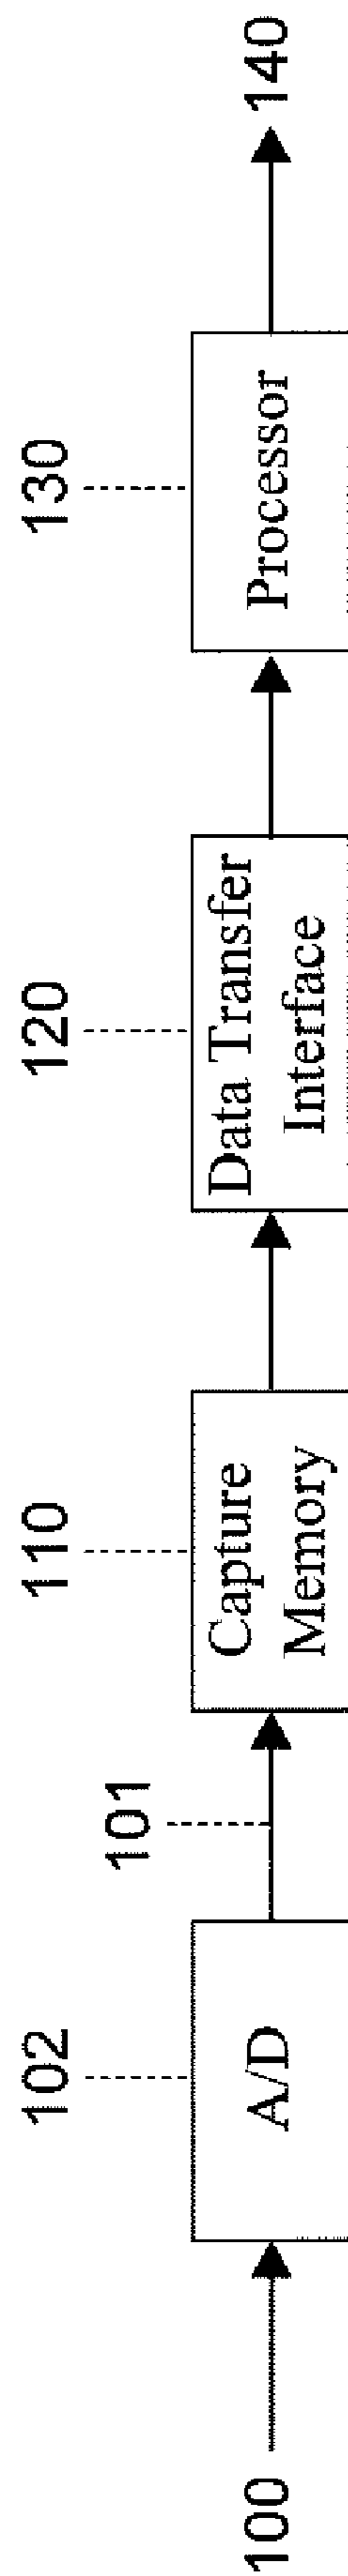 102
101
110
120
130
100
A/D
Capture
Memory
Data Transfer
Interface
Processor
140